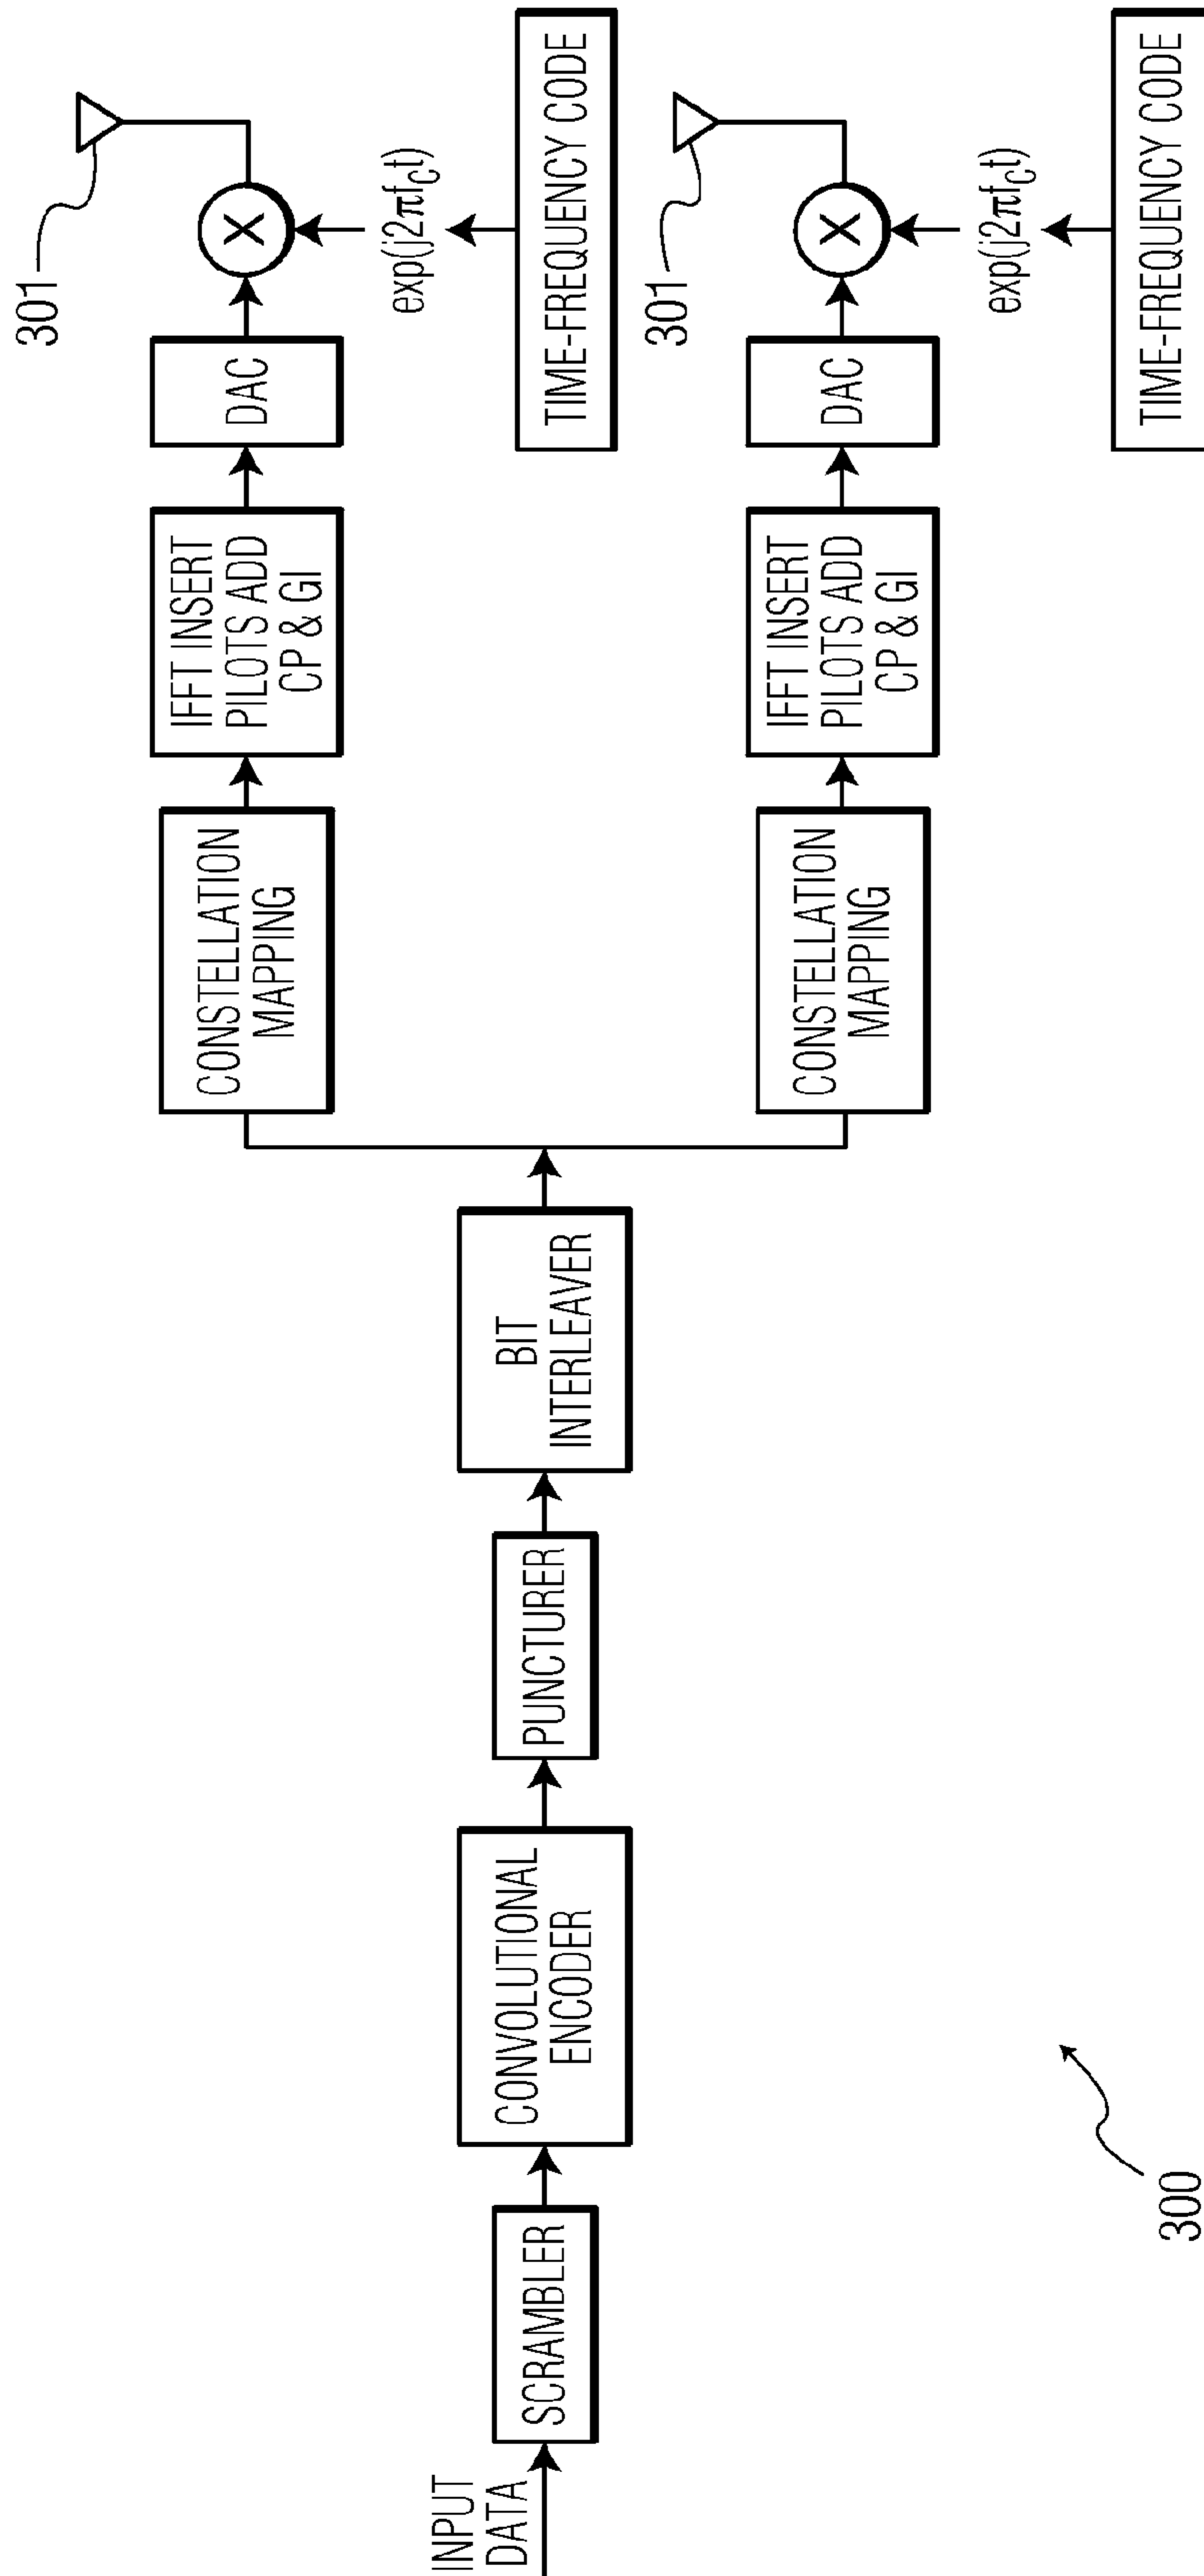 INPUT
DATA
SCRAMBLER
CONVOLUTIONAL
ENCODER
PUNCTURER
BIT
INTERLEAVER
CONSTELLATION
MAPPING
IFFT INSERT
PILOTS ADD
CP & GI
DAC
X
301
exp(j2πfct)
TIME-FREQUENCY CODE
CONSTELLATION
MAPPING
IFFT INSERT
PILOTS ADD
CP & GI
DAC
X
301
exp(j2πfct)
TIME-FREQUENCY CODE
300